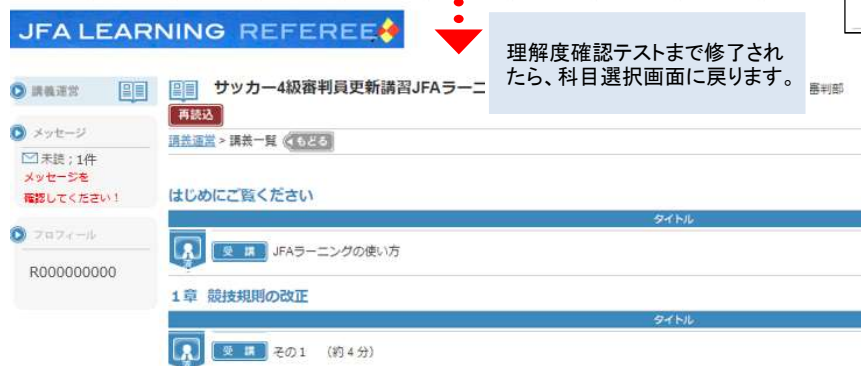 JFA LEARNING REFEREE
理解度確認テストまで修了され
たら、科目選択画面に戻ります。
講義運営
サッカー4級審判員更新講習JFAラーニ
審判部
再読込
講義運営 > 講義一覧 もどる
メッセージ
未読；1件
メッセージを
確認してください！
はじめにご覧ください
タイトル
受 講 JFAラーニングの使い方
プロフィール
R000000000
1章 競技規則の改正
タイトル
受 講 その1 （約4分）